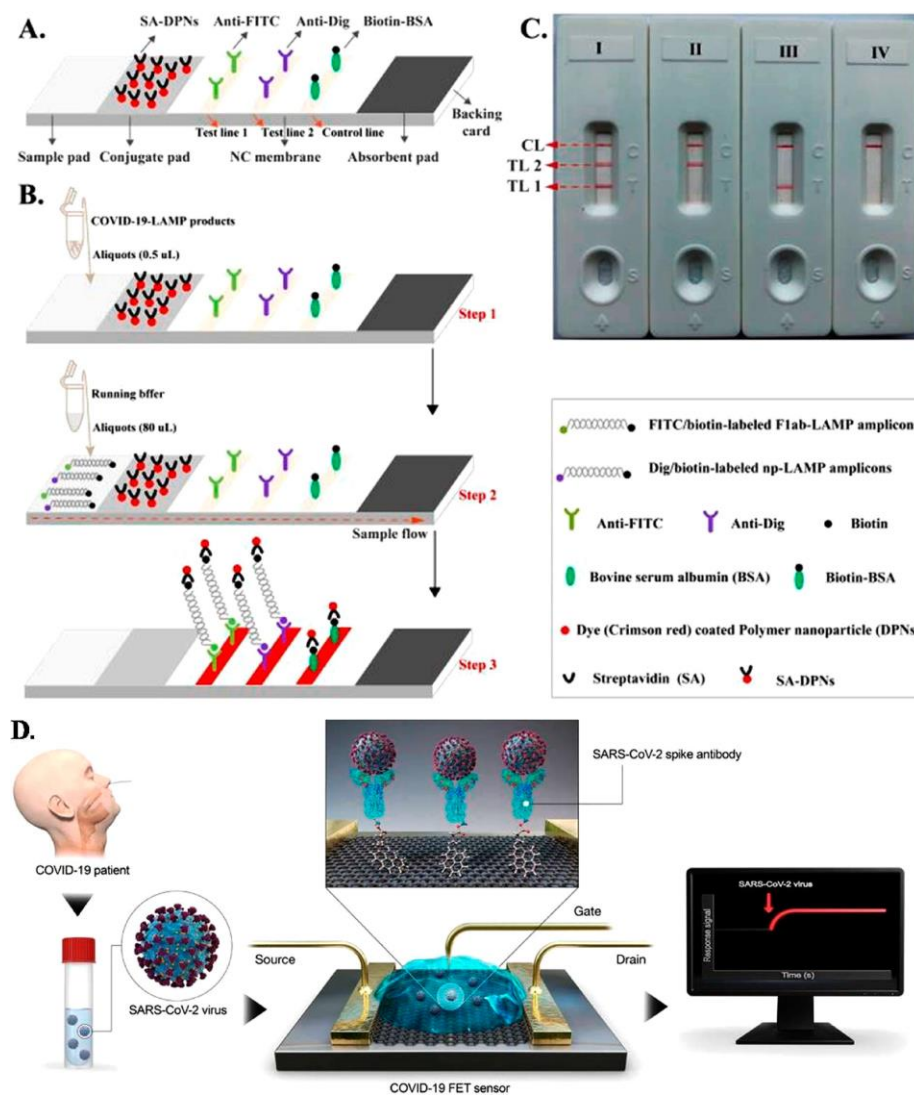 A.
SA-DPNs
Anti-FITC
Anti-Dig
Biotin-BSA
Test line 1
Test line 2
Control line
Backing
card
Sample pad
Conjugate pad
NC membrane
Absorbent pad
B.
COVID-19-LAMP products
Aliquots (0.5 uL)
Step 1
Running bffer
Aliquots (80 uL)
Step 2
Sample flow
Step 3
C.
I
II
III
IV
CL
TL 2
TL 1
C
T
S
C
T
S
C
T
S
C
T
S
FITC/biotin-labeled F1ab-LAMP amplicon
Dig/biotin-labeled np-LAMP amplicons
Anti-FITC
Anti-Dig
Biotin
Bovine serum albumin (BSA)
Biotin-BSA
Dye (Crimson red) coated Polymer nanoparticle (DPNs
Streptavidin (SA)
SA-DPNs
D.
COVID-19 patient
SARS-CoV-2 virus
SARS-CoV-2 spike antibody
Source
Gate
Drain
COVID-19 FET sensor
SARS-CoV-2 virus
Response signal
Time (s)